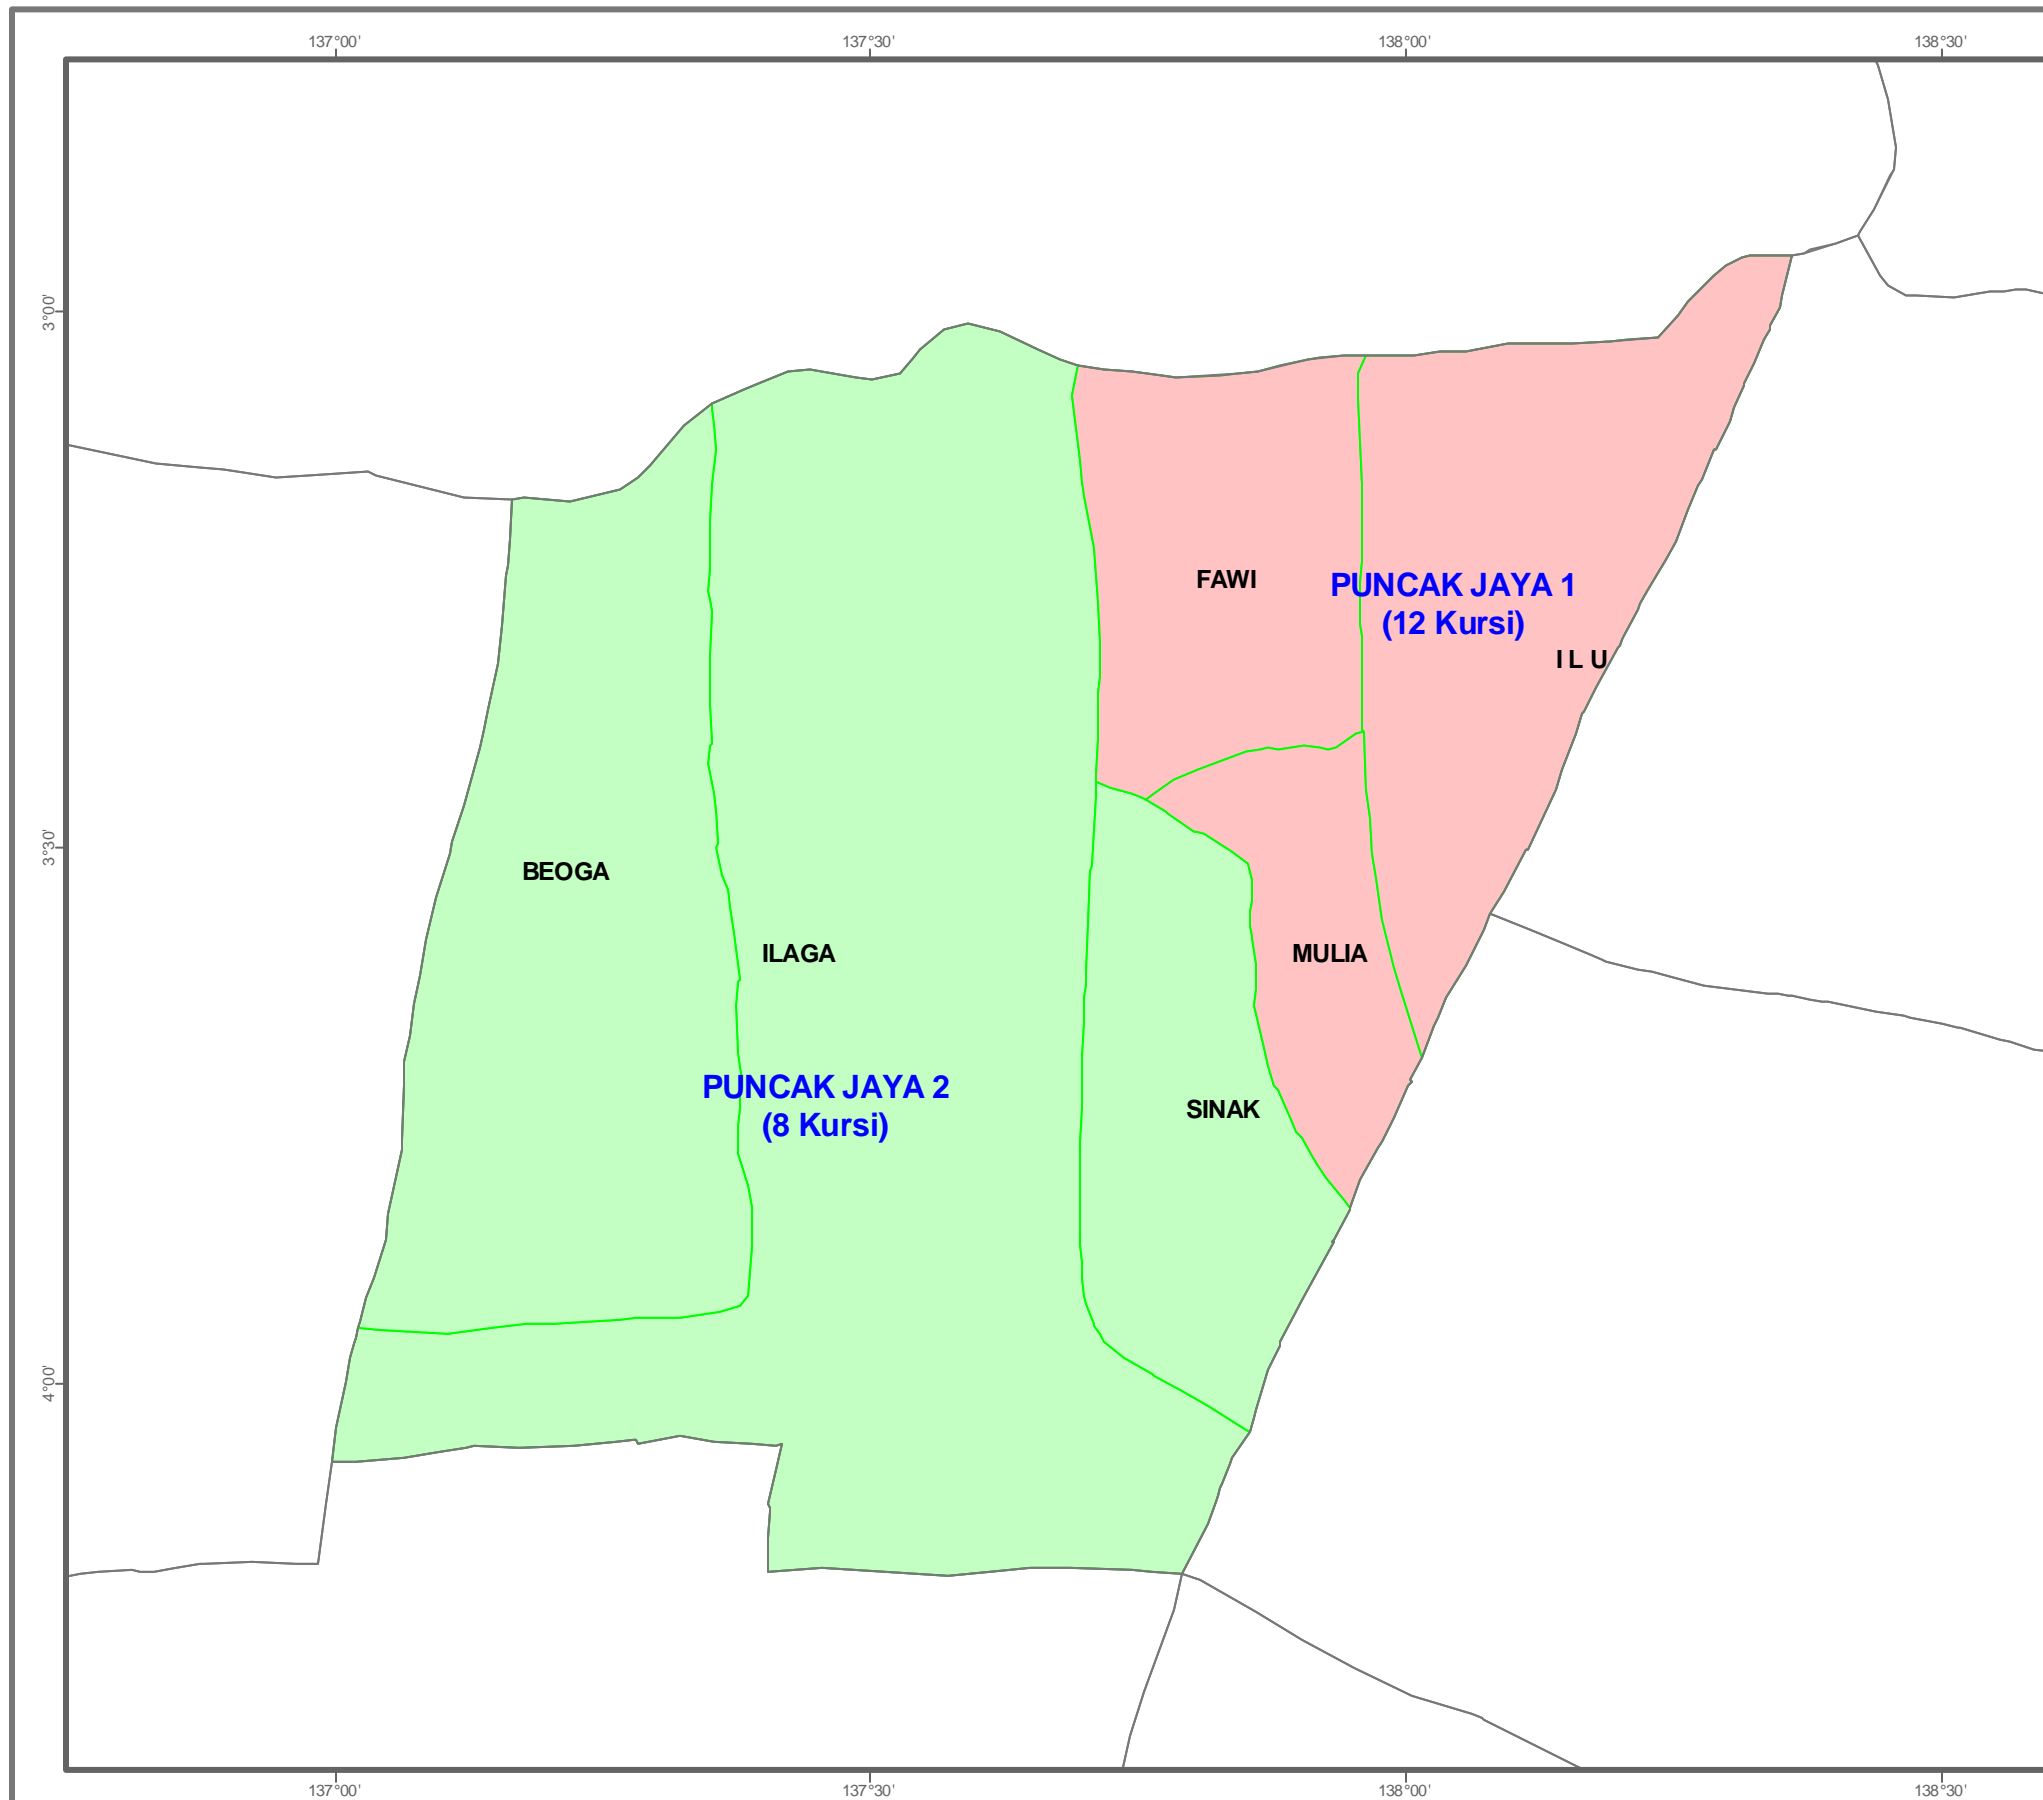 137°00' 137°30' 138°00' 138°30'
3°00'
FAWI
PUNCAK JAYA 1
(12 Kursi)
I L U
3°30'
BEOGA
ILAGA
MULIA
PUNCAK JAYA 2
(8 Kursi)
SINAK
4°00'
137°00' 137°30' 138°00' 138°30'